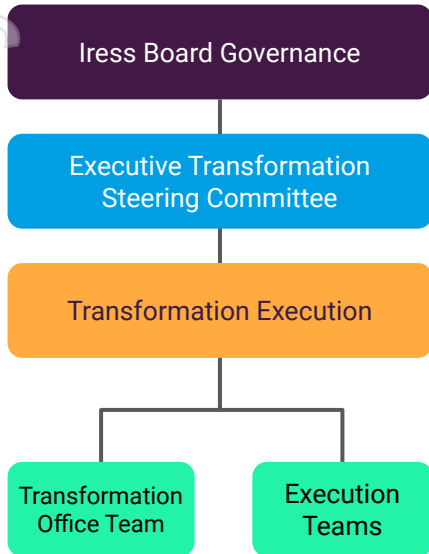 Iress Board Governance
Executive Transformation
Steering Committee
Transformation Execution
Transformation
Office Team
Execution
Teams